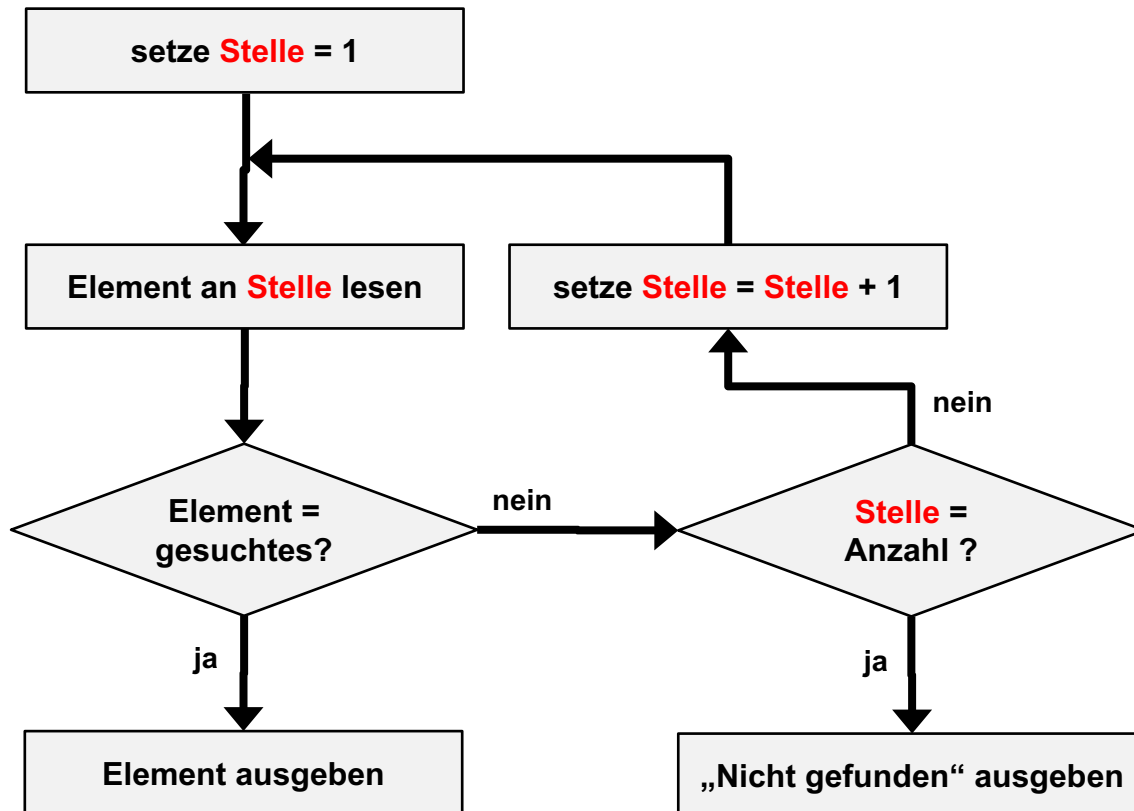 setze Stelle = 1
Element an Stelle lesen
setze Stelle = Stelle + 1
nein
Element =
gesuchtes?
nein
Stelle =
Anzahl ?
ja
ja
Element ausgeben
„Nicht gefunden“ ausgeben